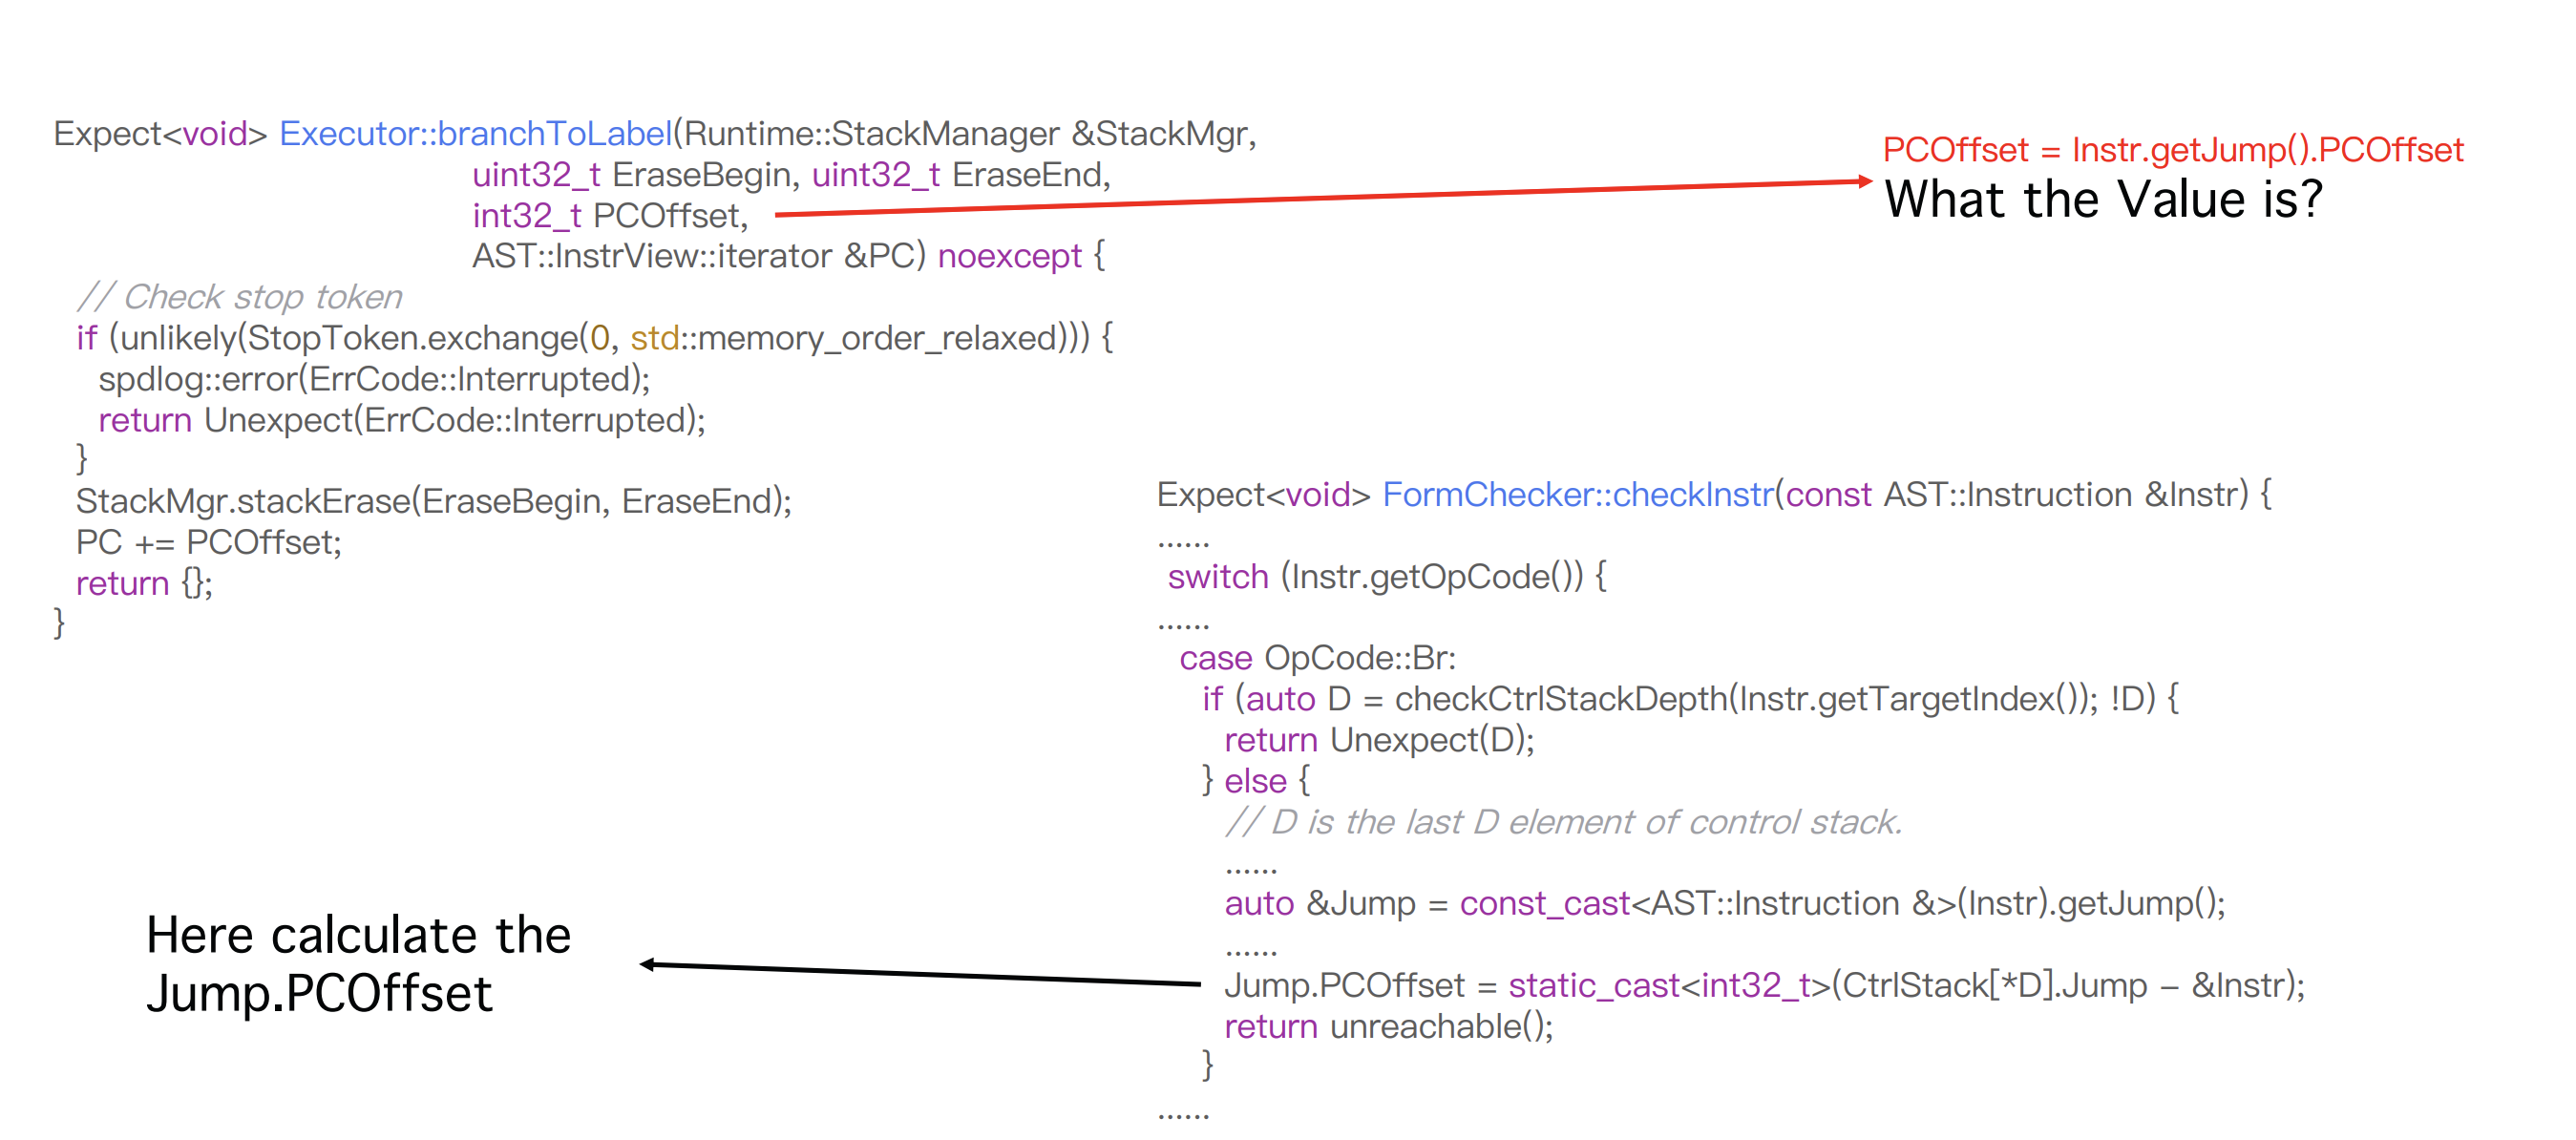 Expect<void> Executor::branchToLabel(Runtime::StackManager &StackMgr,
uint32_t EraseBegin, uint32_t EraseEnd,
int32_t PCOffset,
AST::InstrView::iterator &PC) noexcept {
// Check stop token
if (unlikely(StopToken.exchange(0, std::memory_order_relaxed))) {
spdlog::error(ErrCode::Interrupted);
return Unexpect(ErrCode::Interrupted);
}
StackMgr.stackErase(EraseBegin, EraseEnd);
PC += PCOffset;
return {};
}
PCOffset = Instr.getJump().PCOffset
What the Value is?
Expect<void> FormChecker::checkInstr(const AST::Instruction &Instr) {
......
switch (Instr.getOpCode()) {
......
case OpCode::Br:
if (auto D = checkCtrlStackDepth(Instr.getTargetIndex()); !D) {
return Unexpect(D);
} else {
// D is the last D element of control stack.
......
auto &Jump = const_cast<AST::Instruction &>(Instr).getJump();
......
Jump.PCOffset = static_cast<int32_t>(CtrlStack[*D].Jump – &Instr);
return unreachable();
}
......
Here calculate the
Jump.PCOffset